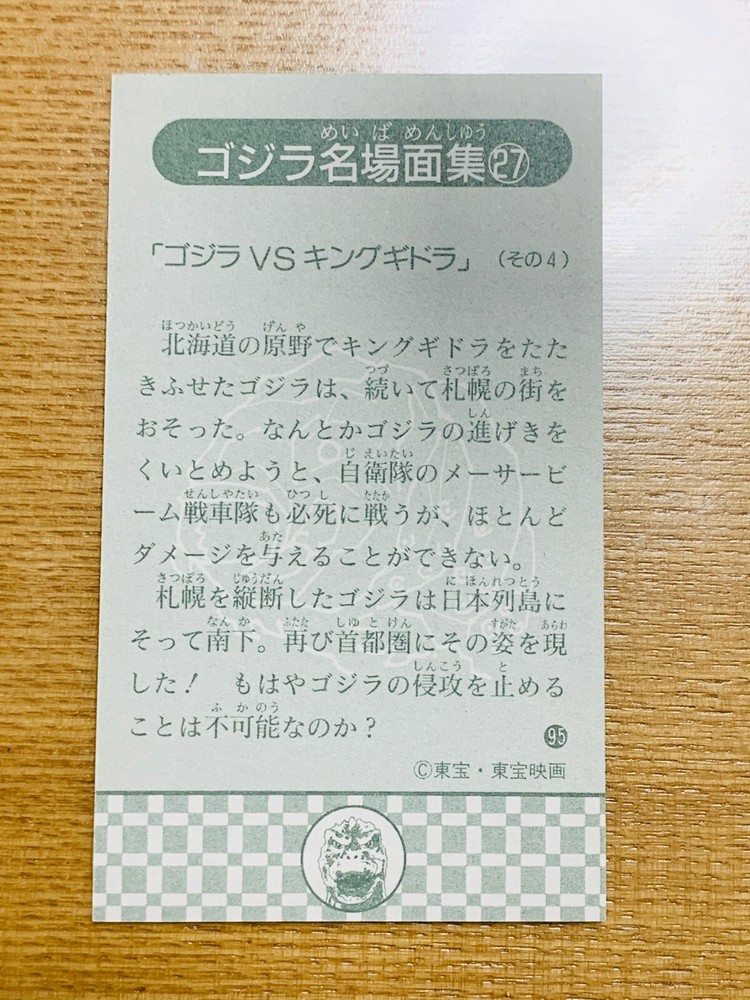 めいばめんしゅう
ゴジラ名場面集㉗
「ゴジラVSキングギドラ」（その4）
ほっかいどう げんや
北海道の原野でキングギドラをたた
つづ さっぽろ まち
きふせたゴジラは、続いて札幌の街を
しん
おそった。なんとかゴジラの進げきを
じえいたい
くいとめようと、自衛隊のメーサービ
せんしゃたい ひっし たたか
ーム戦車隊も必死に戦うが、ほとんど
あた
ダメージを与えることができない。
さっぽろ じゅうだん にほんれっとう
札幌を縦断したゴジラは日本列島に
なんか ふたた しゅとけん すがた あらわ
そって南下。再び首都圏にその姿を現
しんこう と
した！ もはやゴジラの侵攻を止める
ふかのう
ことは不可能なのか？
95
©東宝・東宝映画